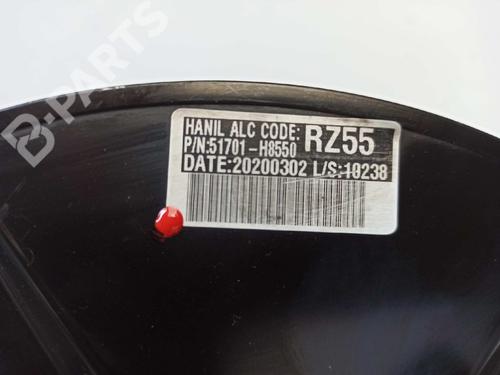 B-PARTS
HANIL ALC CODE: RZ55
P/N:51701-H8550
DATE:20200302 L/S:10238